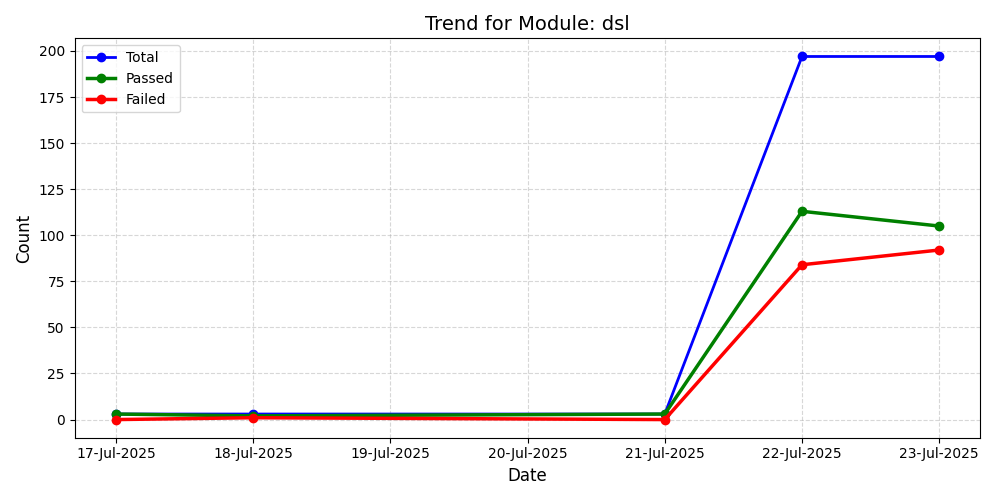 Trend for Module: dsl
Total
Passed
Failed
200
175
150
125
100
75
50
25
0
Count
17-Jul-2025 18-Jul-2025 19-Jul-2025 20-Jul-2025 21-Jul-2025 22-Jul-2025 23-Jul-2025
Date